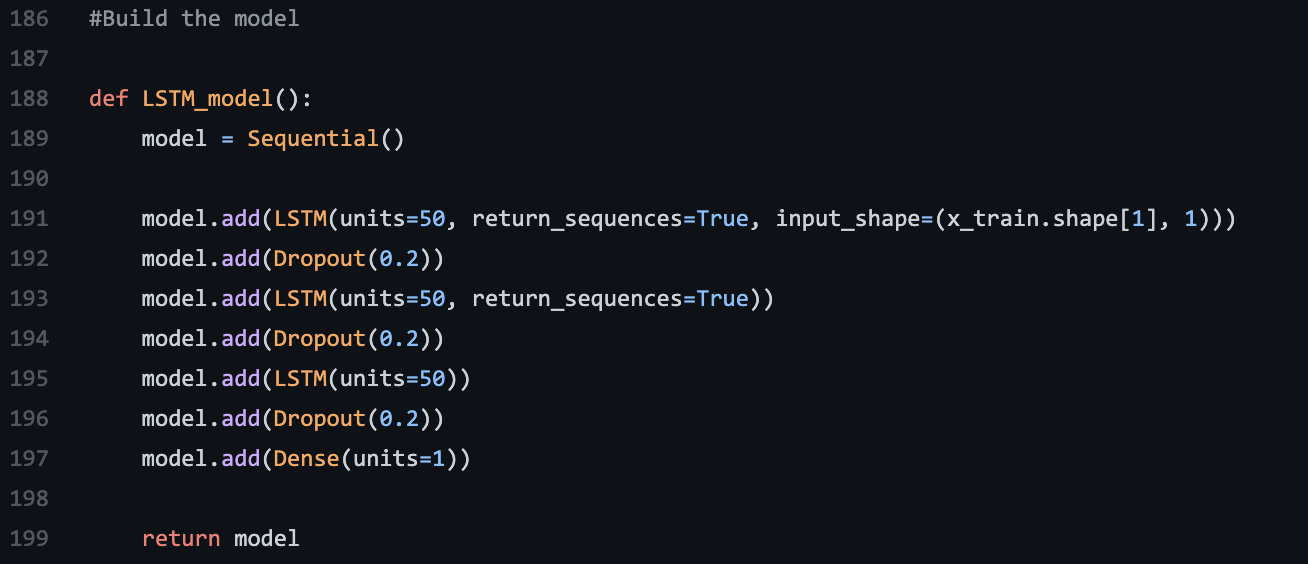 186 #Build the model
187
188 def LSTM_model():
189     model = Sequential()
190
191     model.add(LSTM(units=50, return_sequences=True, input_shape=(x_train.shape[1], 1)))
192     model.add(Dropout(0.2))
193     model.add(LSTM(units=50, return_sequences=True))
194     model.add(Dropout(0.2))
195     model.add(LSTM(units=50))
196     model.add(Dropout(0.2))
197     model.add(Dense(units=1))
198
199     return model